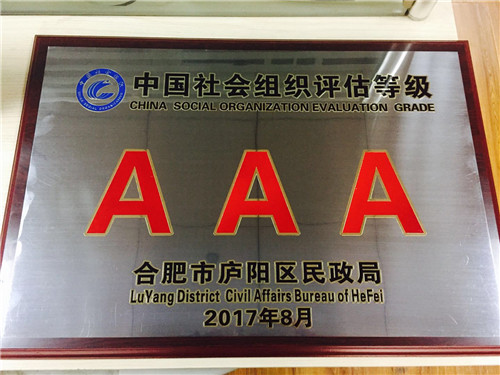 中国社会组织评估等级
CHINA SOCIAL ORGANIZATION EVALUATION GRADE
AAA
合肥市庐阳区民政局
LuYang District Civil Affairs Bureau of HeFei
2017年8月